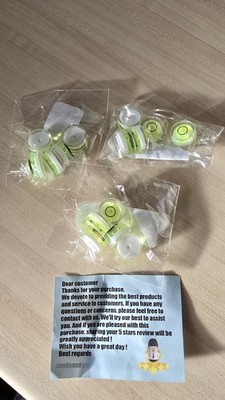 Dear customer
Thanks for your purchase.
We devote to providing the best products
and service to customers. If you have any
questions or concerns, please feel free to
contact with us. We'll try our best to assist
you. And if you are pleased with this
purchase, sharing your 5 stars review will be
greatly appreciated !
Wish you have a great day !
Best regards